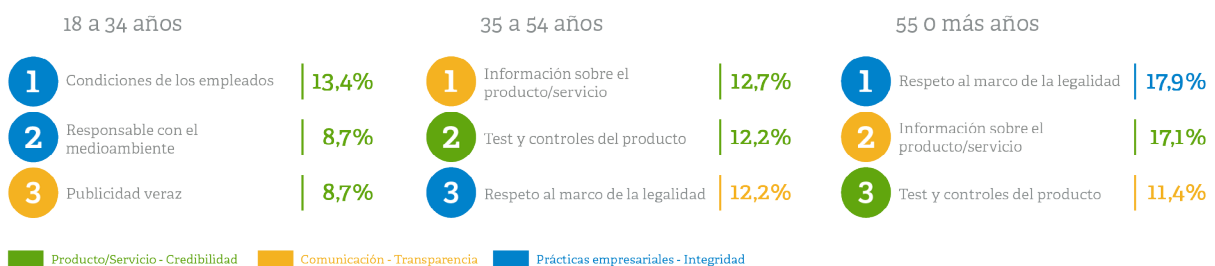 18 a 34 años
1 Condiciones de los empleados 13,4%
2 Responsable con el
medioambiente 8,7%
3 Publicidad veraz 8,7%
35 a 54 años
1 Información sobre el
producto/servicio 12,7%
2 Test y controles del producto 12,2%
3 Respeto al marco de la legalidad 12,2%
55 0 más años
1 Respeto al marco de la legalidad 17,9%
2 Información sobre el
producto/servicio 17,1%
3 Test y controles del producto 11,4%
Producto/Servicio - Credibilidad
Comunicación - Transparencia
Prácticas empresariales - Integridad